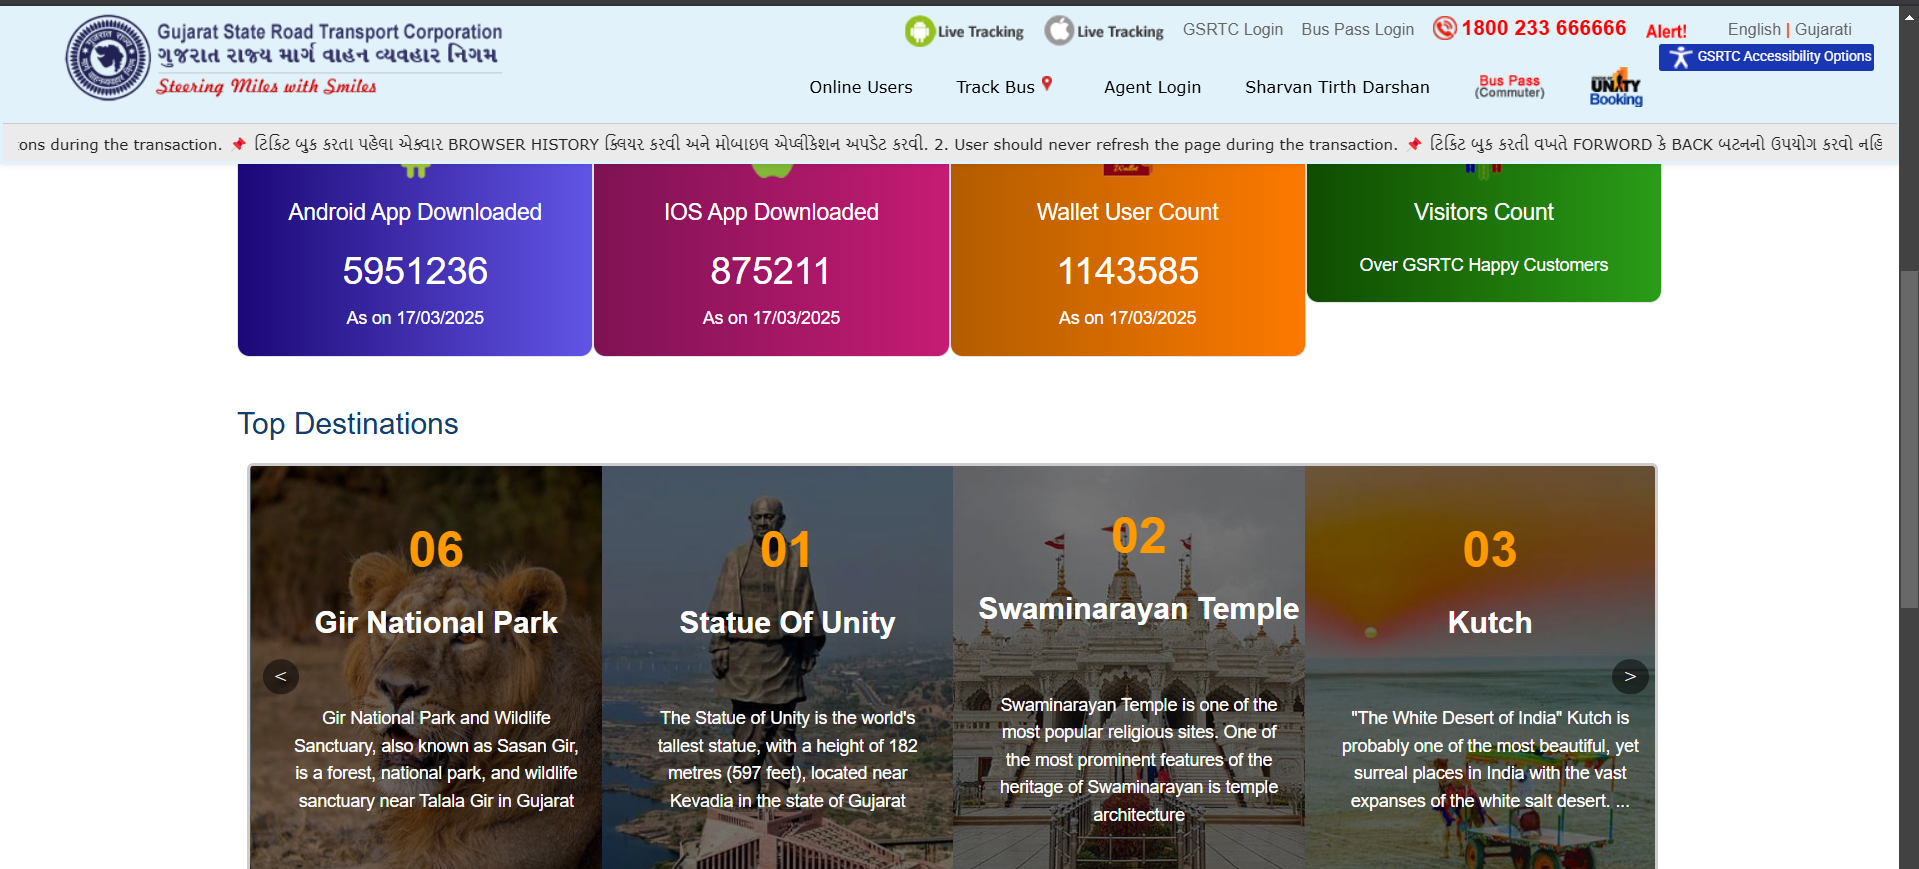 Gujarat State Road Transport Corporation
ગુજરાત રાજ્ય માર્ગ વાહન વ્યવહાર નિગમ
Steering Miles with Smiles
Live Tracking
Live Tracking
GSRTC Login
Bus Pass Login
1800 233 666666
Alert!
English | Gujarati
GSRTC Accessibility Options
Online Users
Track Bus
Agent Login
Sharvan Tirth Darshan
Bus Pass
(Commuter)
UNITY
Booking
ons during the transaction. ટિકિટ બુક કરતા પહેલા એકવાર BROWSER HISTORY ક્લિયર કરવી અને મોબાઇલ એપ્લીકેશન અપડેટ કરવી. 2. User should never refresh the page during the transaction. ટિકિટ બુક કરતી વખતે FORWORD કે BACK બટનનો ઉપયોગ કરવો નહિ
Android App Downloaded
5951236
As on 17/03/2025
IOS App Downloaded
875211
As on 17/03/2025
Wallet User Count
1143585
As on 17/03/2025
Visitors Count
Over GSRTC Happy Customers
Top Destinations
06
Gir National Park
Gir National Park and Wildlife
Sanctuary, also known as Sasan Gir,
is a forest, national park, and wildlife
sanctuary near Talala Gir in Gujarat
01
Statue Of Unity
The Statue of Unity is the world's
tallest statue, with a height of 182
metres (597 feet), located near
Kevadia in the state of Gujarat
02
Swaminarayan Temple
Swaminarayan Temple is one of the
most popular religious sites. One of
the most prominent features of the
heritage of Swaminarayan is temple
architecture
03
Kutch
"The White Desert of India" Kutch is
probably one of the most beautiful, yet
surreal places in India with the vast
expanses of the white salt desert. ...
<
>